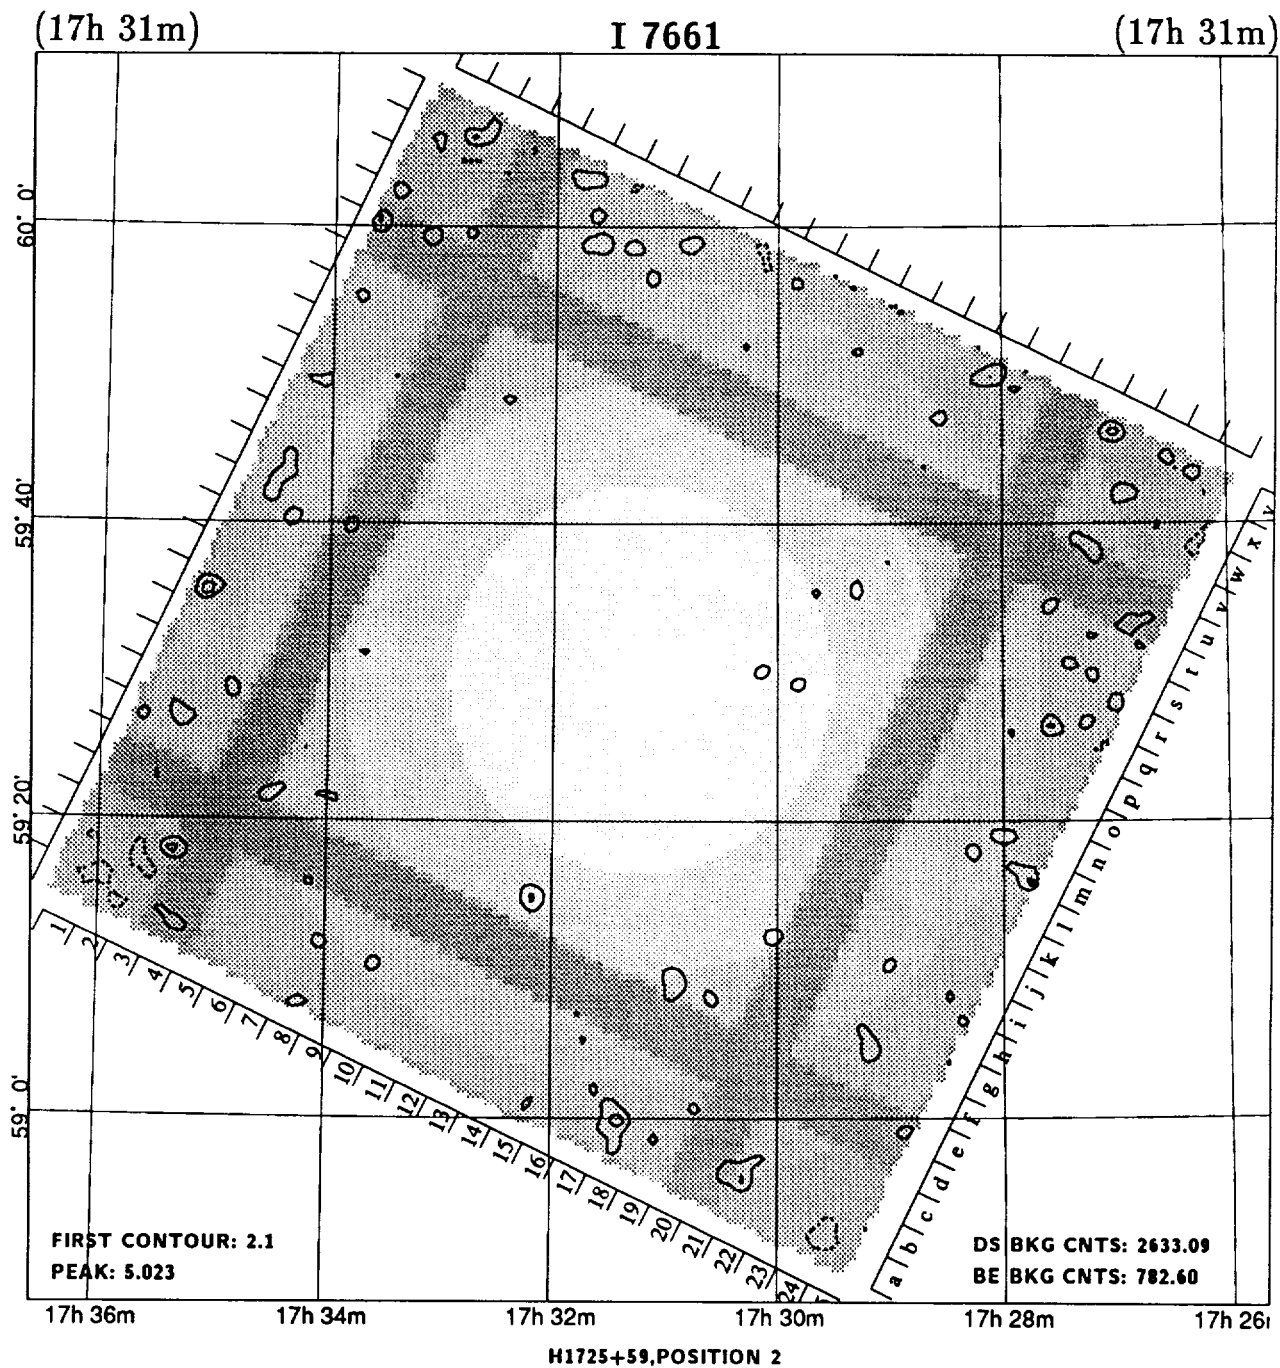 (17h 31m)
I 7661
(17h 31m)
60° 0'
59° 40'
59° 20'
59° 0'
1 2 3 4 5 6 7 8 9 10 11 12 13 14 15 16 17 18 19 20 21 22 23 24
a b c d e f g h i j k l m n o p q r s t u v w x y
FIRST CONTOUR: 2.1
PEAK: 5.023
DS BKG CNTS: 2633.09
BE BKG CNTS: 782.60
17h 36m
17h 34m
17h 32m
17h 30m
17h 28m
17h 26
H1725+59,POSITION 2